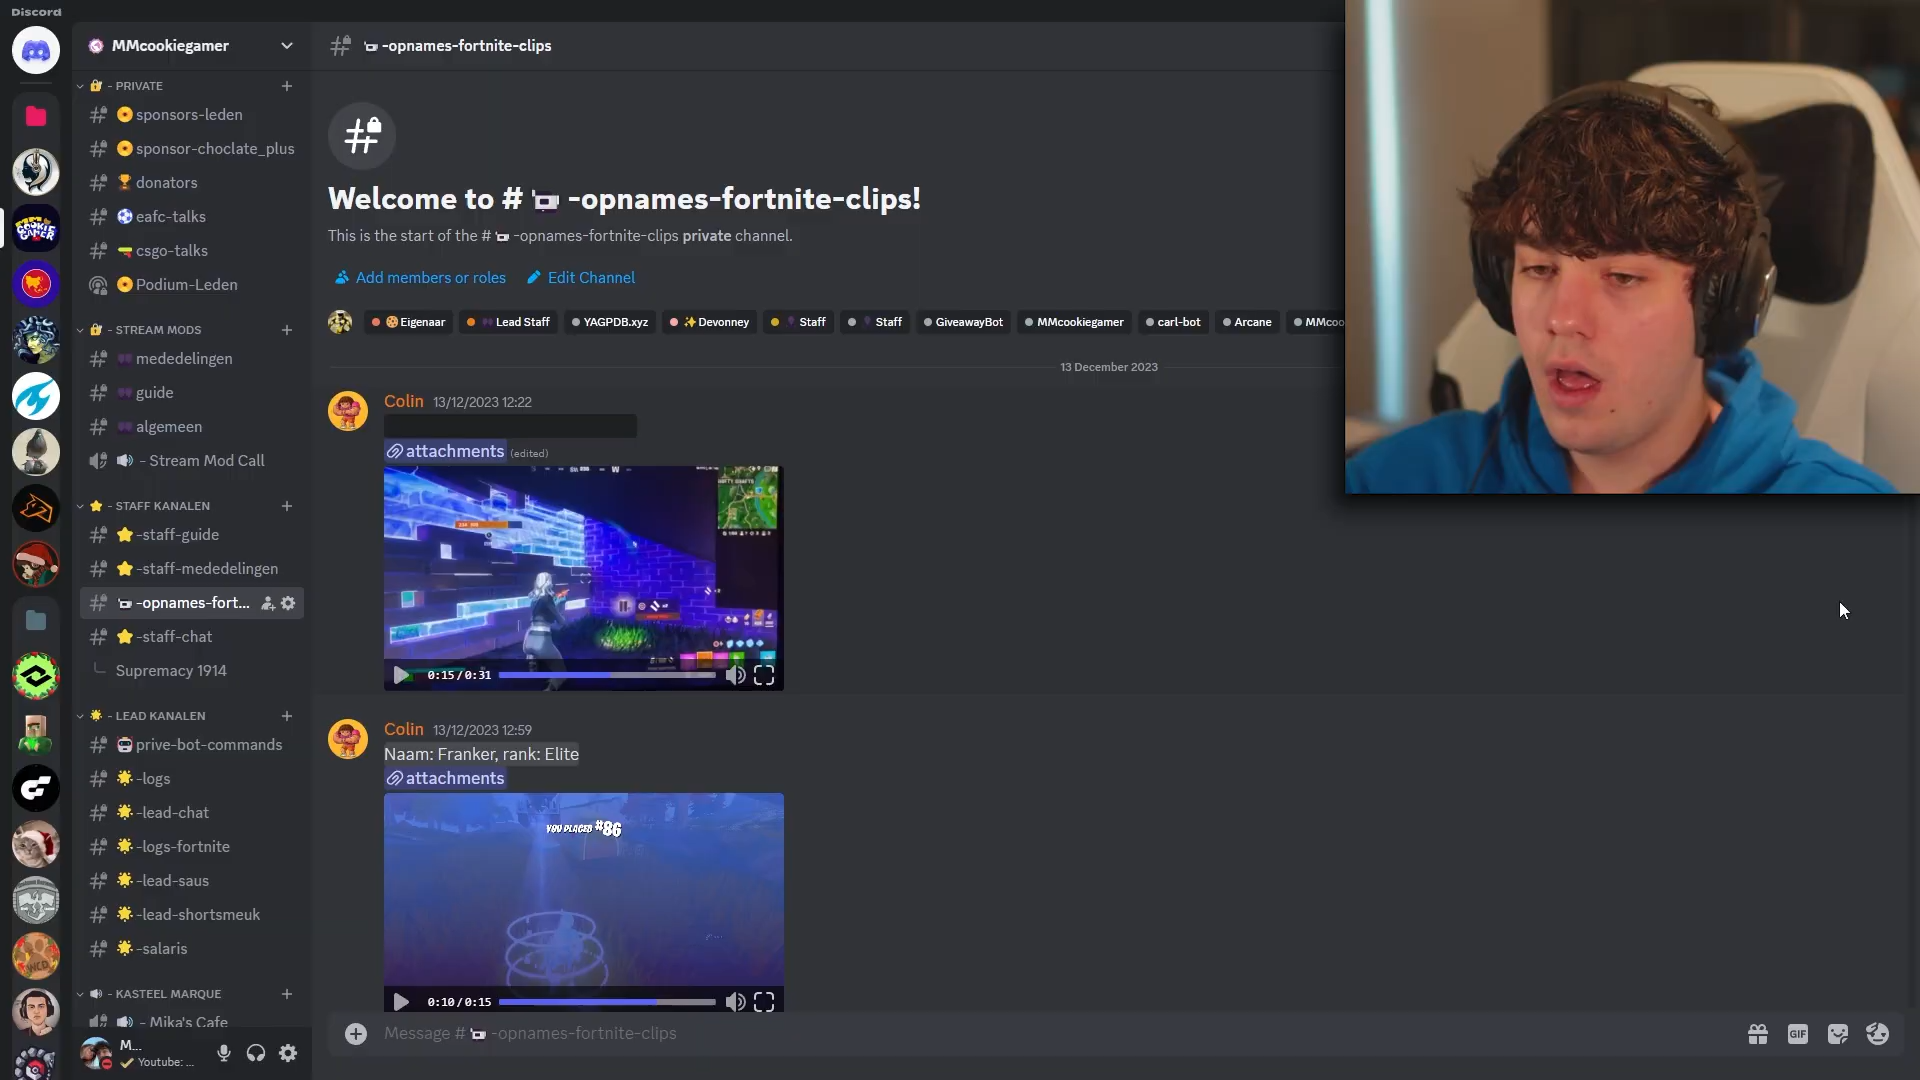 Discord
MMcookiegamer
- PRIVATE
sponsors-leden
sponsor-choclate_plus
donators
eafc-talks
csgo-talks
Podium-Leden
- STREAM MODS
mededelingen
guide
algemeen
- Stream Mod Call
- STAFF KANALEN
-staff-guide
-staff-mededelingen
-opnames-fort...
-staff-chat
Supremacy 1914
- LEAD KANALEN
prive-bot-commands
-logs
-lead-chat
-logs-fortnite
-lead-saus
-lead-shortsmeuk
-salaris
- KASTEEL MARQUE
- Mika's Cafe
M...
Youtube: ...
-opnames-fortnite-clips
Welcome to # -opnames-fortnite-clips!
This is the start of the # -opnames-fortnite-clips private channel.
Add members or roles Edit Channel
Eigenaar Lead Staff YAGPDB.xyz Devonney Staff Staff GiveawayBot MMcookiegamer carl-bot Arcane MMcoo
13 December 2023
Colin 13/12/2023 12:22
attachments (edited)
0:15/0:31
Colin 13/12/2023 12:59
Naam: Franker, rank: Elite
attachments
YOU PLACED #86
0:10/0:15
Message # -opnames-fortnite-clips
GIF